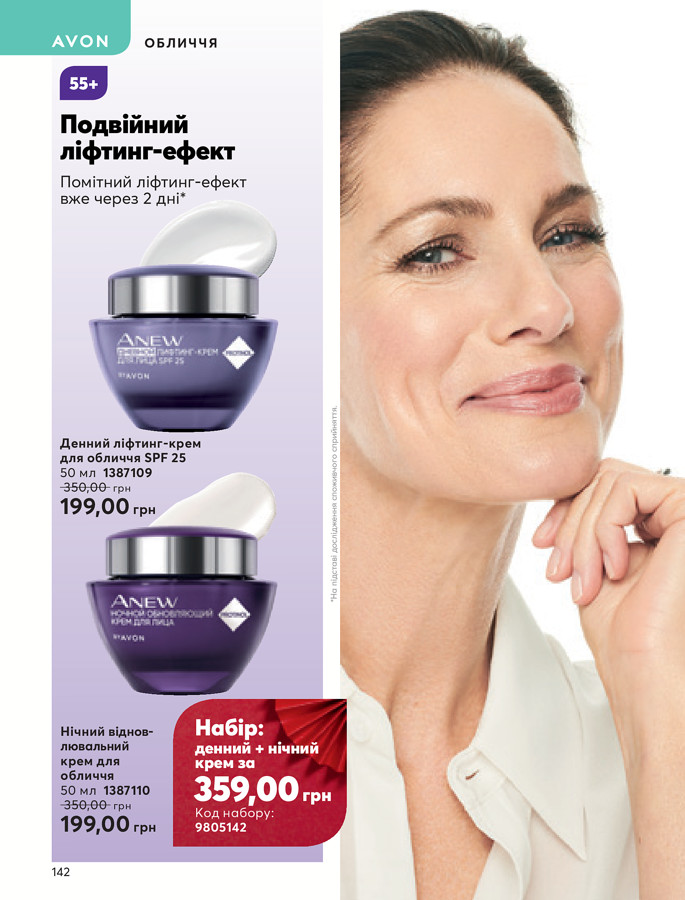 AVON
ОБЛИЧЧЯ
55+
Подвійний
ліфтинг-ефект
Помітний ліфтинг-ефект
вже через 2 дні*
ANEW
ДНЕВНОЙ ЛИФТИНГ-КРЕМ
ДЛЯ ЛИЦА SPF 25
PROTINOL
BY AVON
Денний ліфтинг-крем
для обличчя SPF 25
50 мл 1387109
350,00 грн
199,00 грн
ANEW
НОЧНОЙ ОБНОВЛЯЮЩИЙ
КРЕМ ДЛЯ ЛИЦА
PROTINOL
BY AVON
Нічний віднов-
лювальний
крем для
обличчя
50 мл 1387110
350,00 грн
199,00 грн
Набір:
денний + нічний
крем за
359,00 грн
Код набору:
9805142
*На підставі дослідження споживчого сприйняття.
142